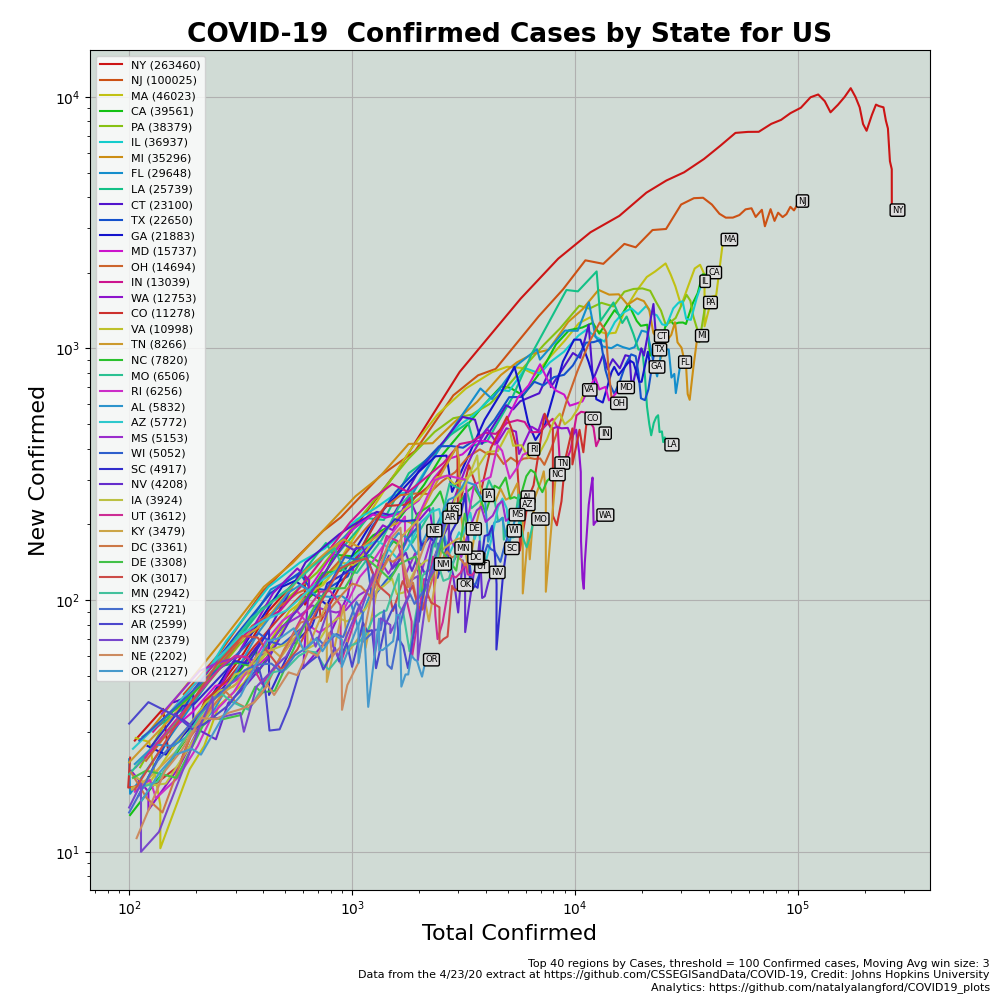 COVID-19  Confirmed Cases by State for US
NY (263460)
NJ (100025)
MA (46023)
CA (39561)
PA (38379)
IL (36937)
MI (35296)
FL (29648)
LA (25739)
CT (23100)
TX (22650)
GA (21883)
MD (15737)
OH (14694)
IN (13039)
WA (12753)
CO (11278)
VA (10998)
TN (8266)
NC (7820)
MO (6506)
RI (6256)
AL (5832)
AZ (5772)
MS (5153)
WI (5052)
SC (4917)
NV (4208)
IA (3924)
UT (3612)
KY (3479)
DC (3361)
DE (3308)
OK (3017)
MN (2942)
KS (2721)
AR (2599)
NM (2379)
NE (2202)
OR (2127)
10⁴
10³
10²
10¹
New Confirmed
NJ
NY
MA
CA
IL
PA
MI
CT
TX
FL
GA
MD
VA
OH
CO
IN
LA
RI
TN
NC
IA
AZ
KS
AR
MS
MO
WA
NE
DE
WI
MN
SC
DC
NM
NV
OK
OR
10²
10³
10⁴
10⁵
Total Confirmed
Top 40 regions by Cases, threshold = 100 Confirmed cases, Moving Avg win size: 3
Data from the 4/23/20 extract at https://github.com/CSSEGISandData/COVID-19, Credit: Johns Hopkins University
Analytics: https://github.com/natalyalangford/COVID19_plots